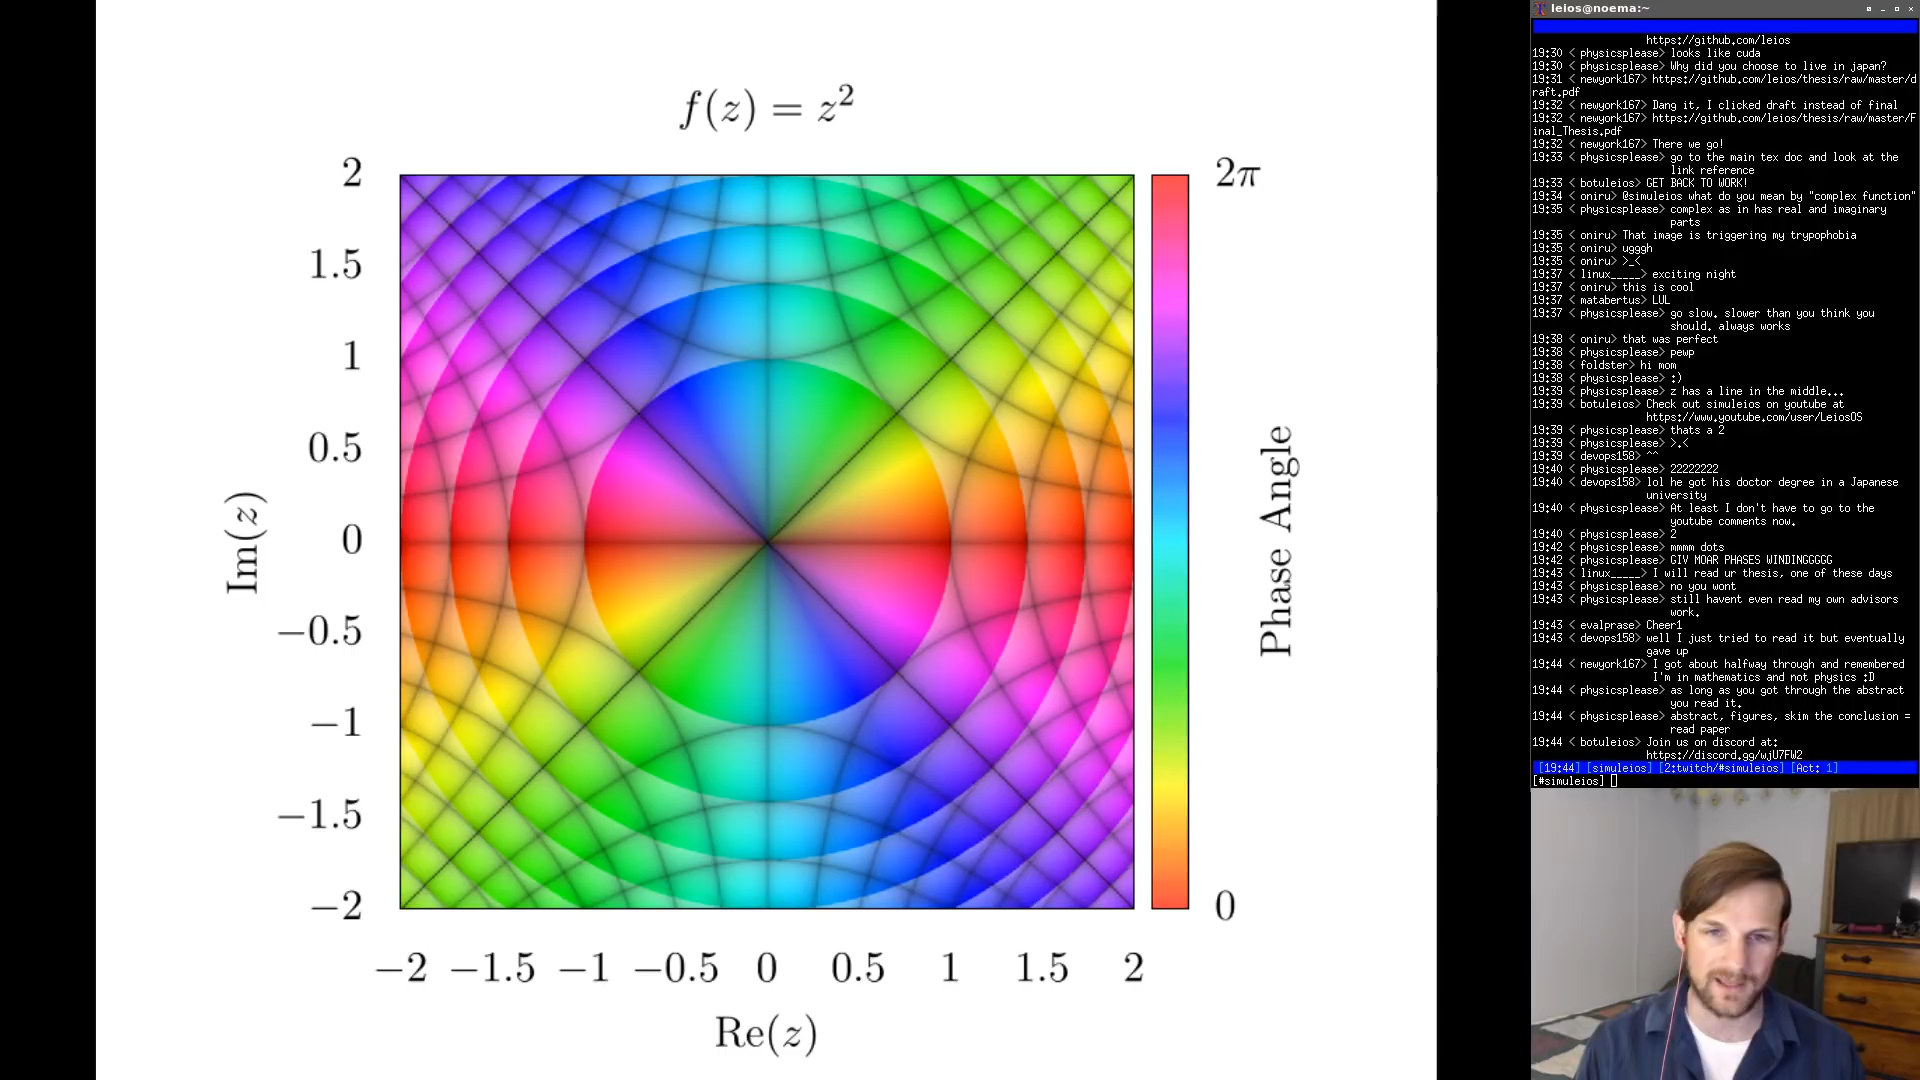 f(z) = z²
2
1.5
1
0.5
0
−0.5
−1
−1.5
−2
Im(z)
−2 −1.5 −1 −0.5 0 0.5 1 1.5 2
Re(z)
2π
0
Phase Angle
leios@noema:~
https://github.com/leios
19:30 < physicsplease> looks like cuda
19:30 < physicsplease> Why did you choose to live in japan?
19:31 < newyork167> https://github.com/leios/thesis/raw/master/d
raft.pdf
19:32 < newyork167> Dang it, I clicked draft instead of final
19:32 < newyork167> https://github.com/leios/thesis/raw/master/F
inal_Thesis.pdf
19:32 < newyork167> There we go!
19:33 < physicsplease> go to the main tex doc and look at the
link reference
19:33 < botuleios> GET BACK TO WORK!
19:34 < oniru> @simuleios what do you mean by "complex function"
19:35 < physicsplease> complex as in has real and imaginary
parts
19:35 < oniru> That image is triggering my trypophobia
19:35 < oniru> ugggh
19:35 < oniru> >_<
19:37 < linux_____> exciting night
19:37 < oniru> this is cool
19:37 < matabertus> LUL
19:37 < physicsplease> go slow. slower than you think you
should. always works
19:38 < oniru> that was perfect
19:38 < physicsplease> pewp
19:38 < foldster> hi mom
19:38 < physicsplease> :)
19:39 < physicsplease> z has a line in the middle...
19:39 < botuleios> Check out simuleios on youtube at
https://www.youtube.com/user/LeiosOS
19:39 < physicsplease> thats a 2
19:39 < physicsplease> >.<
19:39 < devops158> ^^
19:40 < physicsplease> 22222222
19:40 < devops158> lol he got his doctor degree in a Japanese
university
19:40 < physicsplease> At least I don't have to go to the
youtube comments now.
19:40 < physicsplease> 2
19:42 < physicsplease> mmmm dots
19:42 < physicsplease> GIV MOAR PHASES WINDINGGGGG
19:43 < linux_____> I will read ur thesis, one of these days
19:43 < physicsplease> no you wont
19:43 < physicsplease> still havent even read my own advisors
work.
19:43 < evalprase> Cheer1
19:43 < devops158> well I just tried to read it but eventually
gave up
19:44 < newyork167> I got about halfway through and remembered
I'm in mathematics and not physics :D
19:44 < physicsplease> as long as you got through the abstract
you read it.
19:44 < physicsplease> abstract, figures, skim the conclusion =
read paper
19:44 < botuleios> Join us on discord at:
https://discord.gg/wjU7FW2
[19:44] [simuleios] [2:twitch/#simuleios] [Act: 1]
[#simuleios]